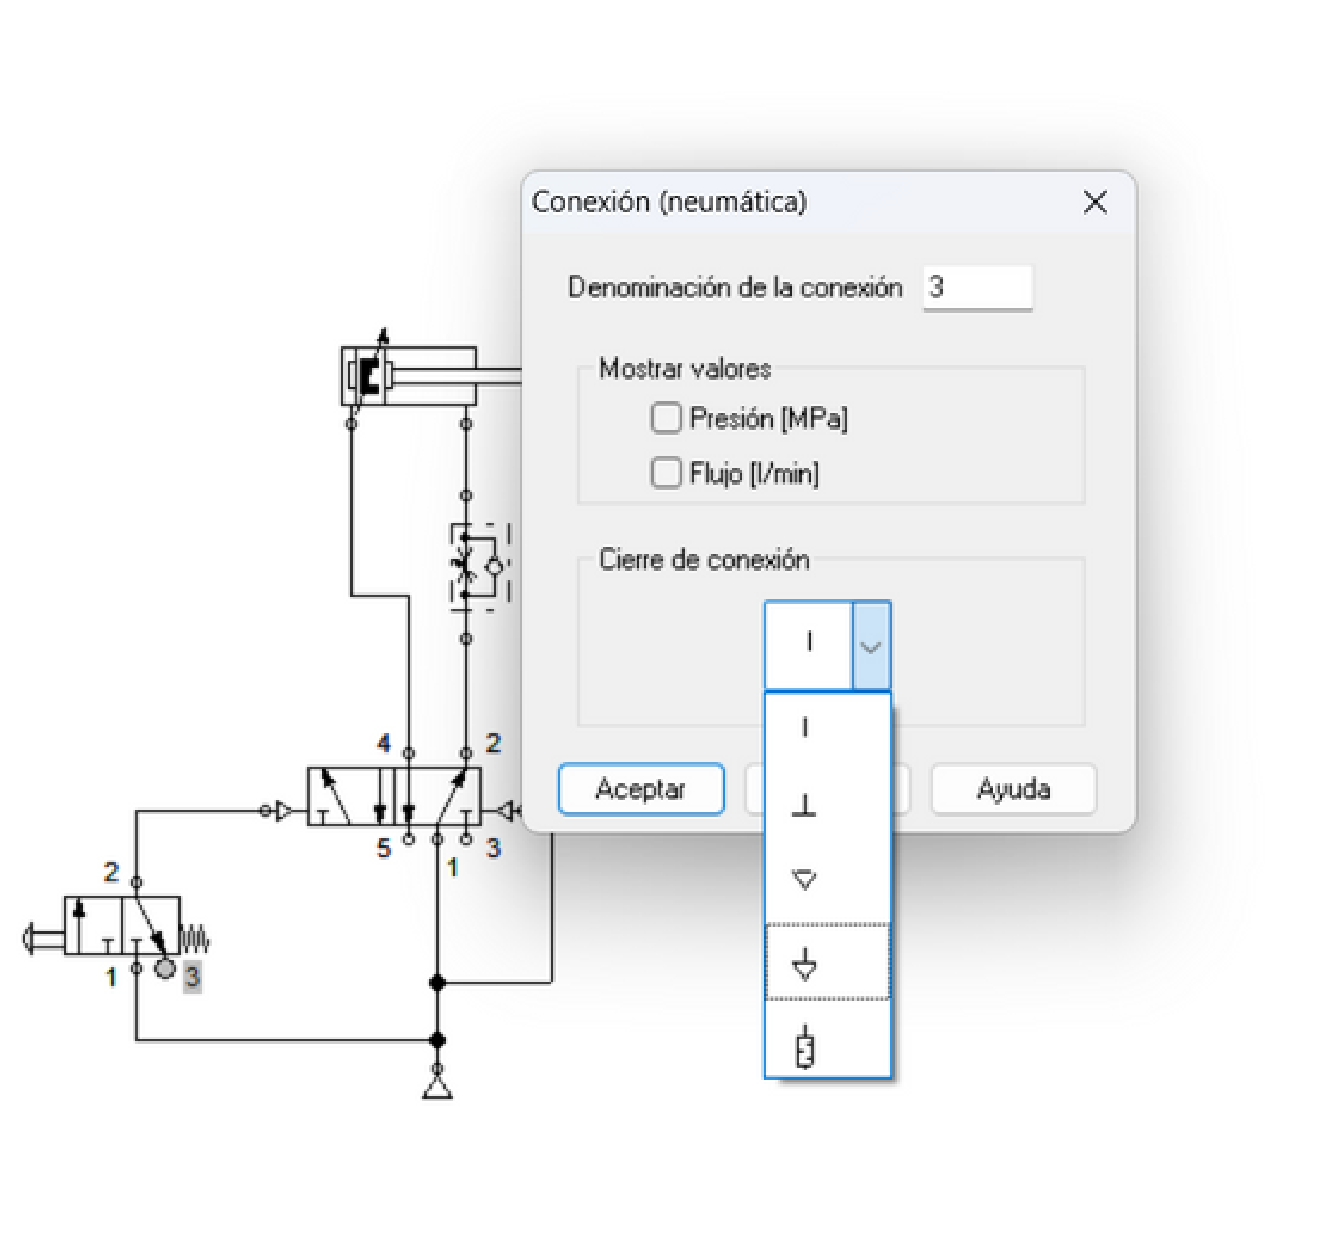 Conexión (neumática)
Denominación de la conexión 3
Mostrar valores
Presión [MPa]
Flujo [l/min]
Cierre de conexión
Aceptar
Ayuda
4 2
5 1 3
2
1 3